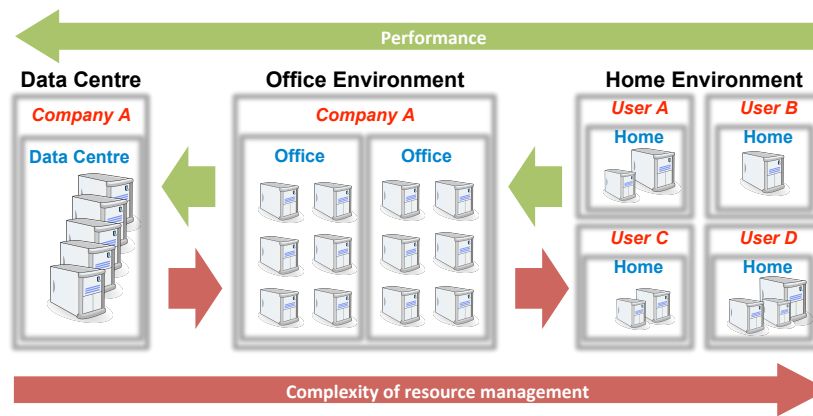 Performance
Data Centre
Office Environment
Home Environment
Company A
Data Centre
Company A
Office
Office
User A
Home
User B
Home
User C
Home
User D
Home
Complexity of resource management